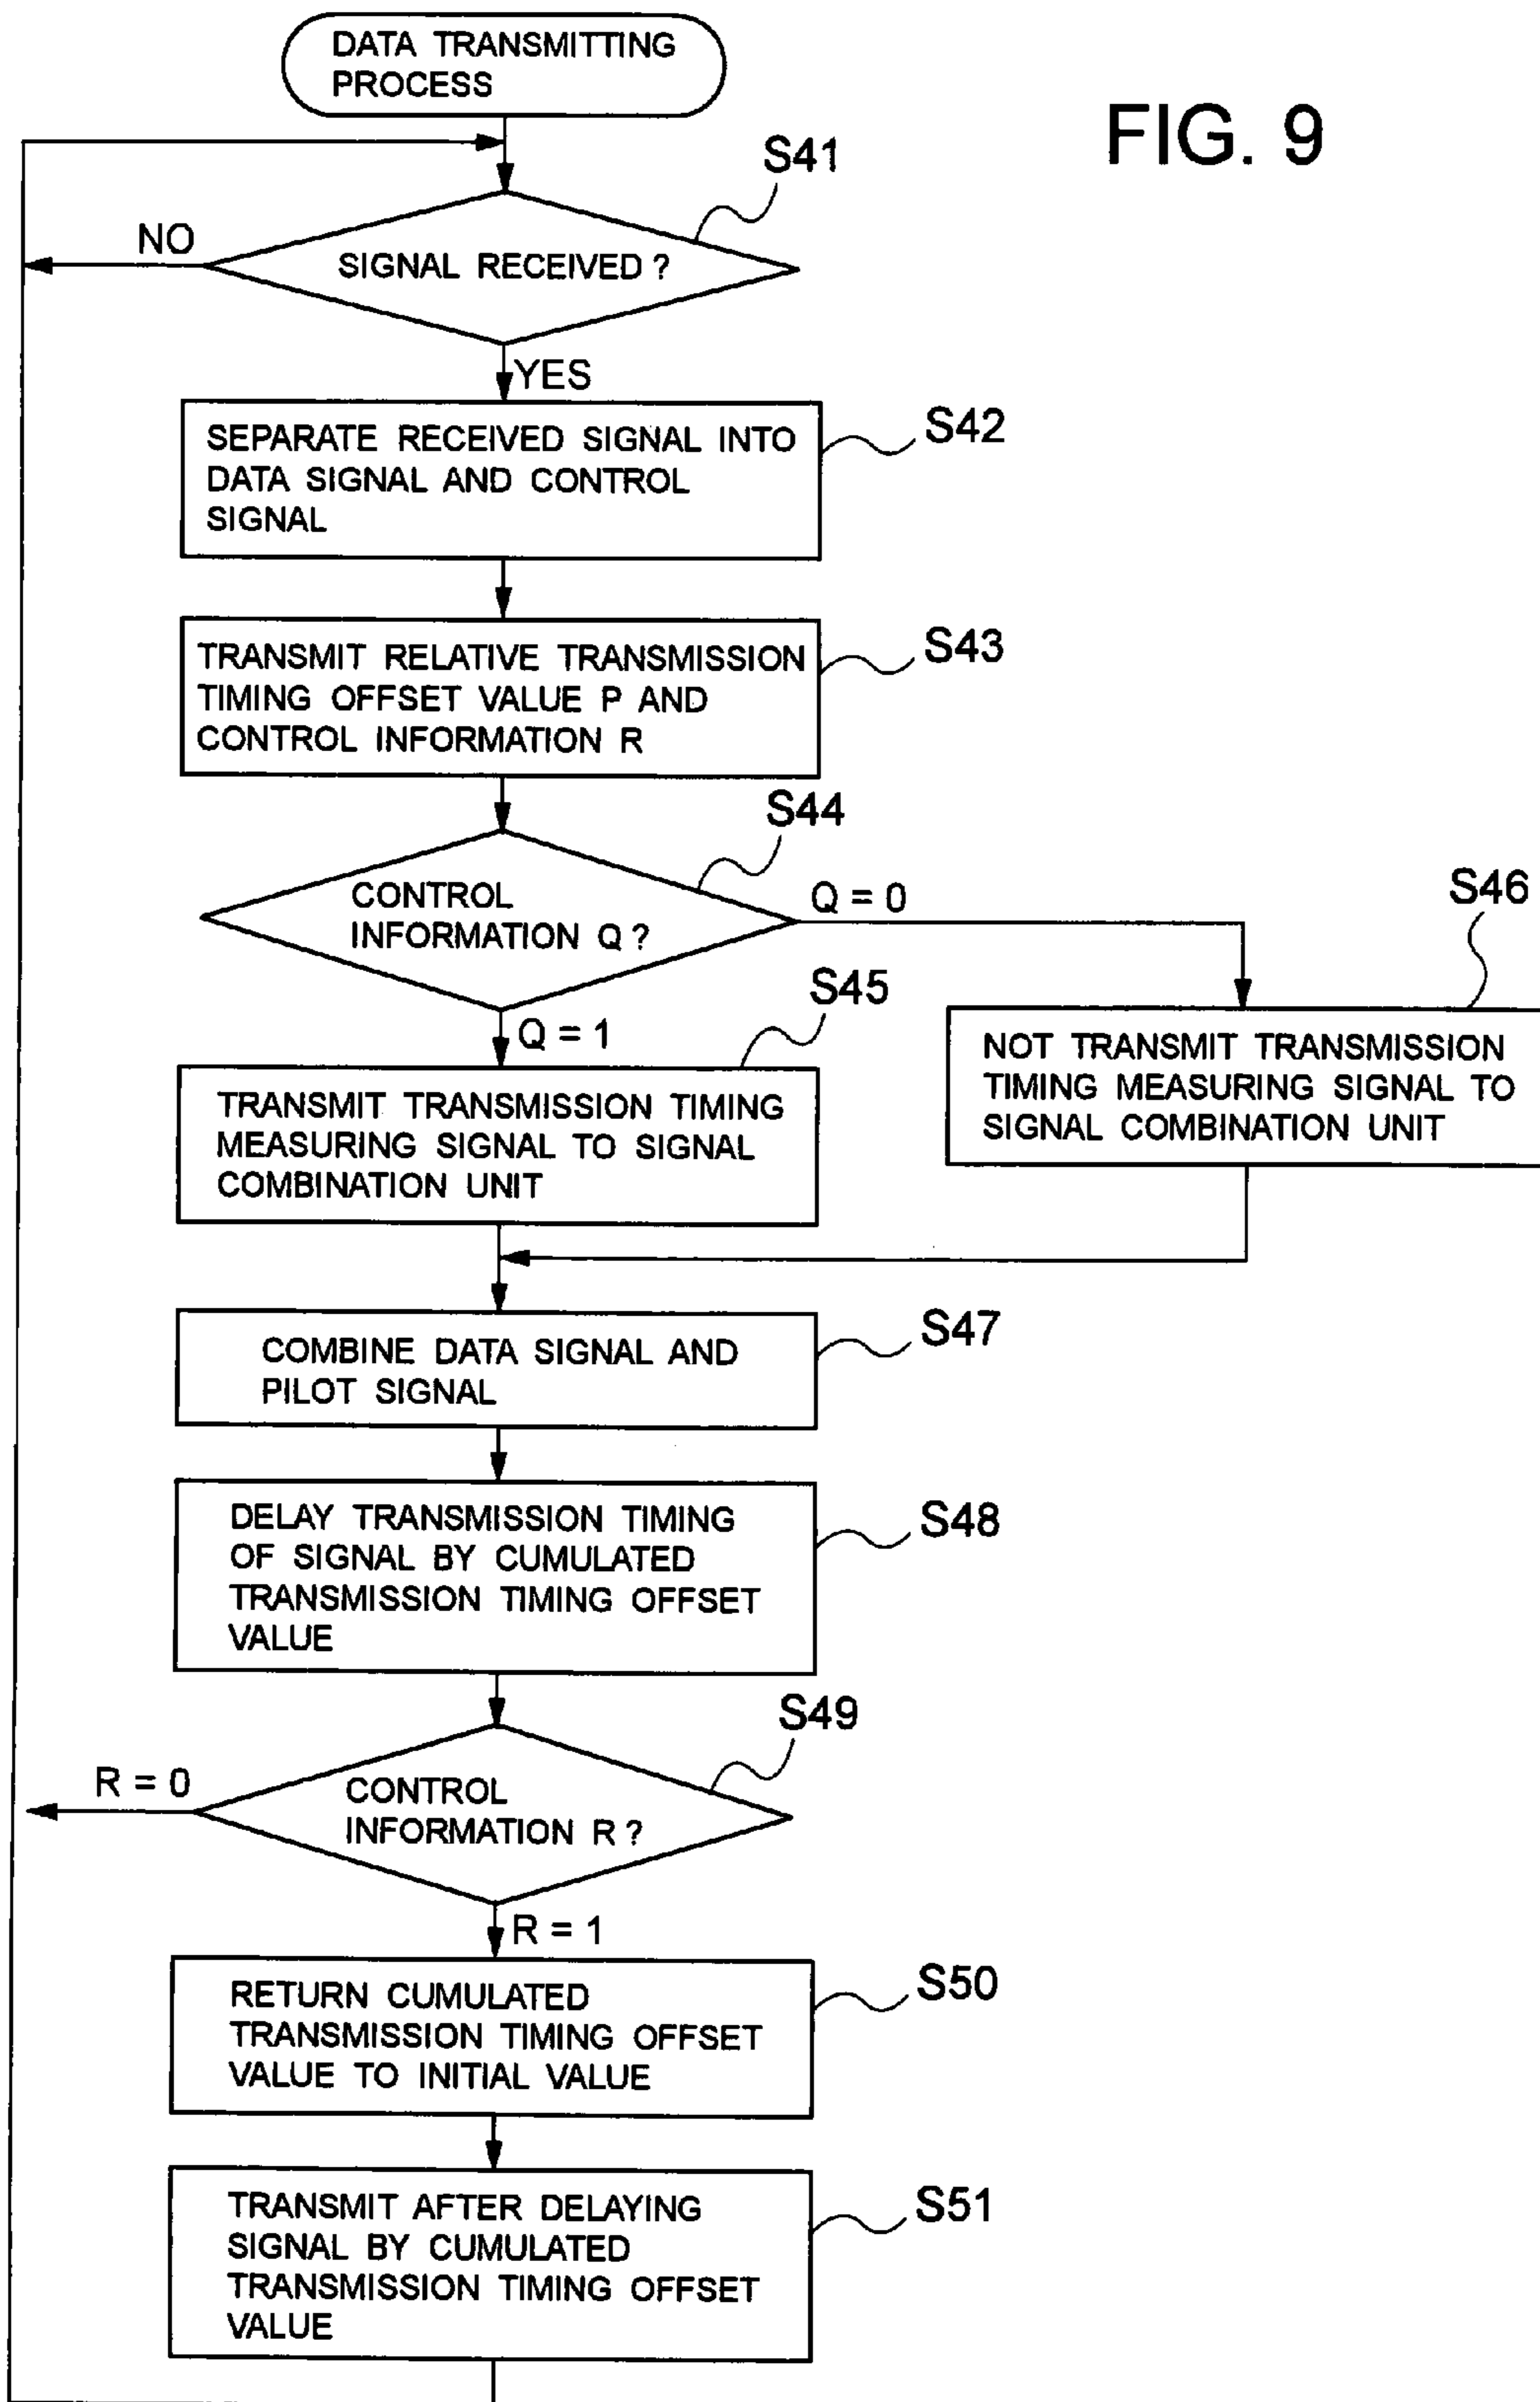 DATA TRANSMITTING
PROCESS
FIG. 9
S41
NO
SIGNAL RECEIVED ?
YES
S42
SEPARATE RECEIVED SIGNAL INTO
DATA SIGNAL AND CONTROL
SIGNAL
S43
TRANSMIT RELATIVE TRANSMISSION
TIMING OFFSET VALUE P AND
CONTROL INFORMATION R
S44
CONTROL
INFORMATION Q ?
Q = 0
S46
S45
Q = 1
NOT TRANSMIT TRANSMISSION
TIMING MEASURING SIGNAL TO
SIGNAL COMBINATION UNIT
TRANSMIT TRANSMISSION TIMING
MEASURING SIGNAL TO SIGNAL
COMBINATION UNIT
S47
COMBINE DATA SIGNAL AND
PILOT SIGNAL
S48
DELAY TRANSMISSION TIMING
OF SIGNAL BY CUMULATED
TRANSMISSION TIMING OFFSET
VALUE
S49
R = 0
CONTROL
INFORMATION R ?
R = 1
S50
RETURN CUMULATED
TRANSMISSION TIMING OFFSET
VALUE TO INITIAL VALUE
S51
TRANSMIT AFTER DELAYING
SIGNAL BY CUMULATED
TRANSMISSION TIMING OFFSET
VALUE